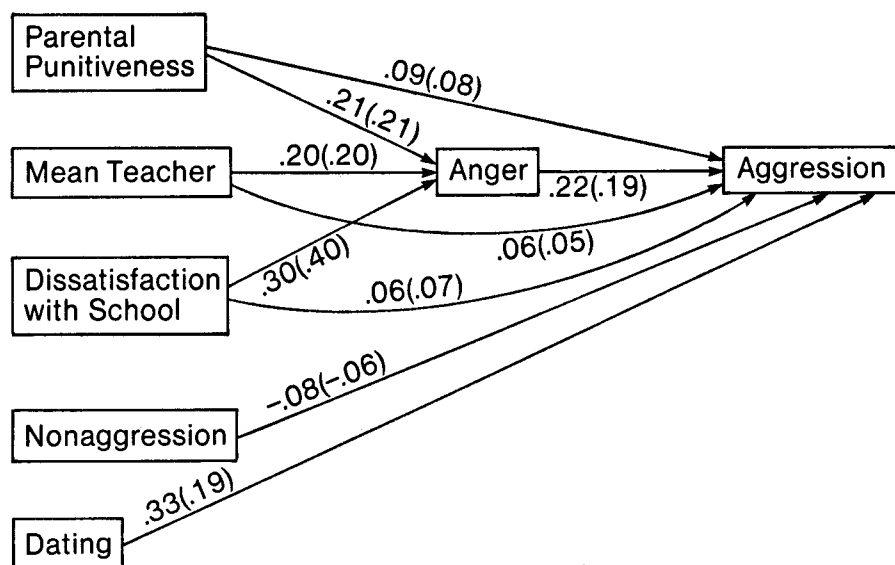 Parental
Punitiveness
.09(.08)
.21(.21)
Mean Teacher
.20(.20)
Anger
.22(.19)
Aggression
.06(.05)
Dissatisfaction
with School
.30(.40)
.06(.07)
Nonaggression
-.08(-.06)
Dating
.33(.19)